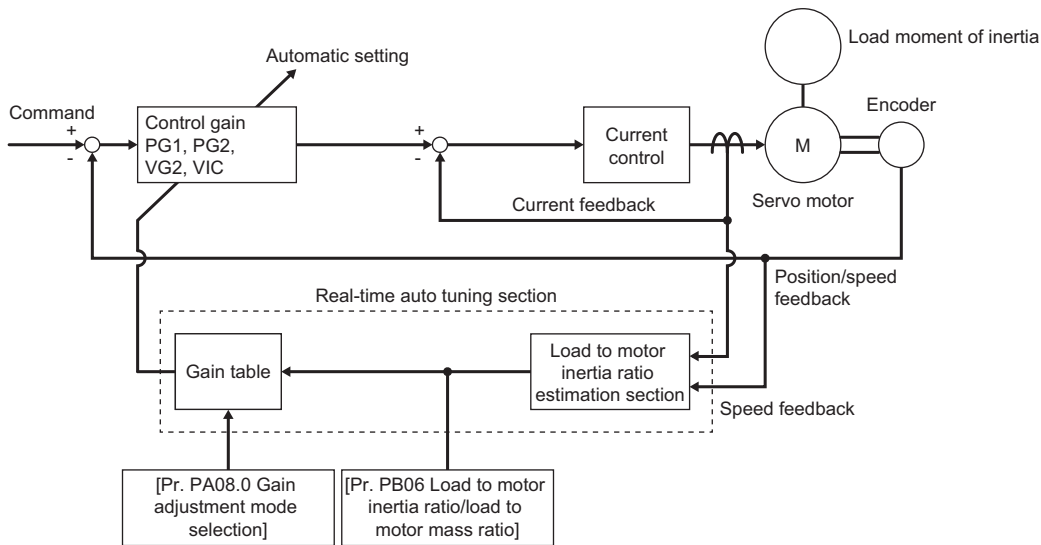 Load moment of inertia
Automatic setting
Command
+
-
Control gain
PG1, PG2,
VG2, VIC
+
-
Current
control
Encoder
M
Servo motor
Current feedback
Position/speed
feedback
Real-time auto tuning section
Gain table
Load to motor
inertia ratio
estimation section
Speed feedback
[Pr. PA08.0 Gain
adjustment mode
selection]
[Pr. PB06 Load to motor
inertia ratio/load to
motor mass ratio]